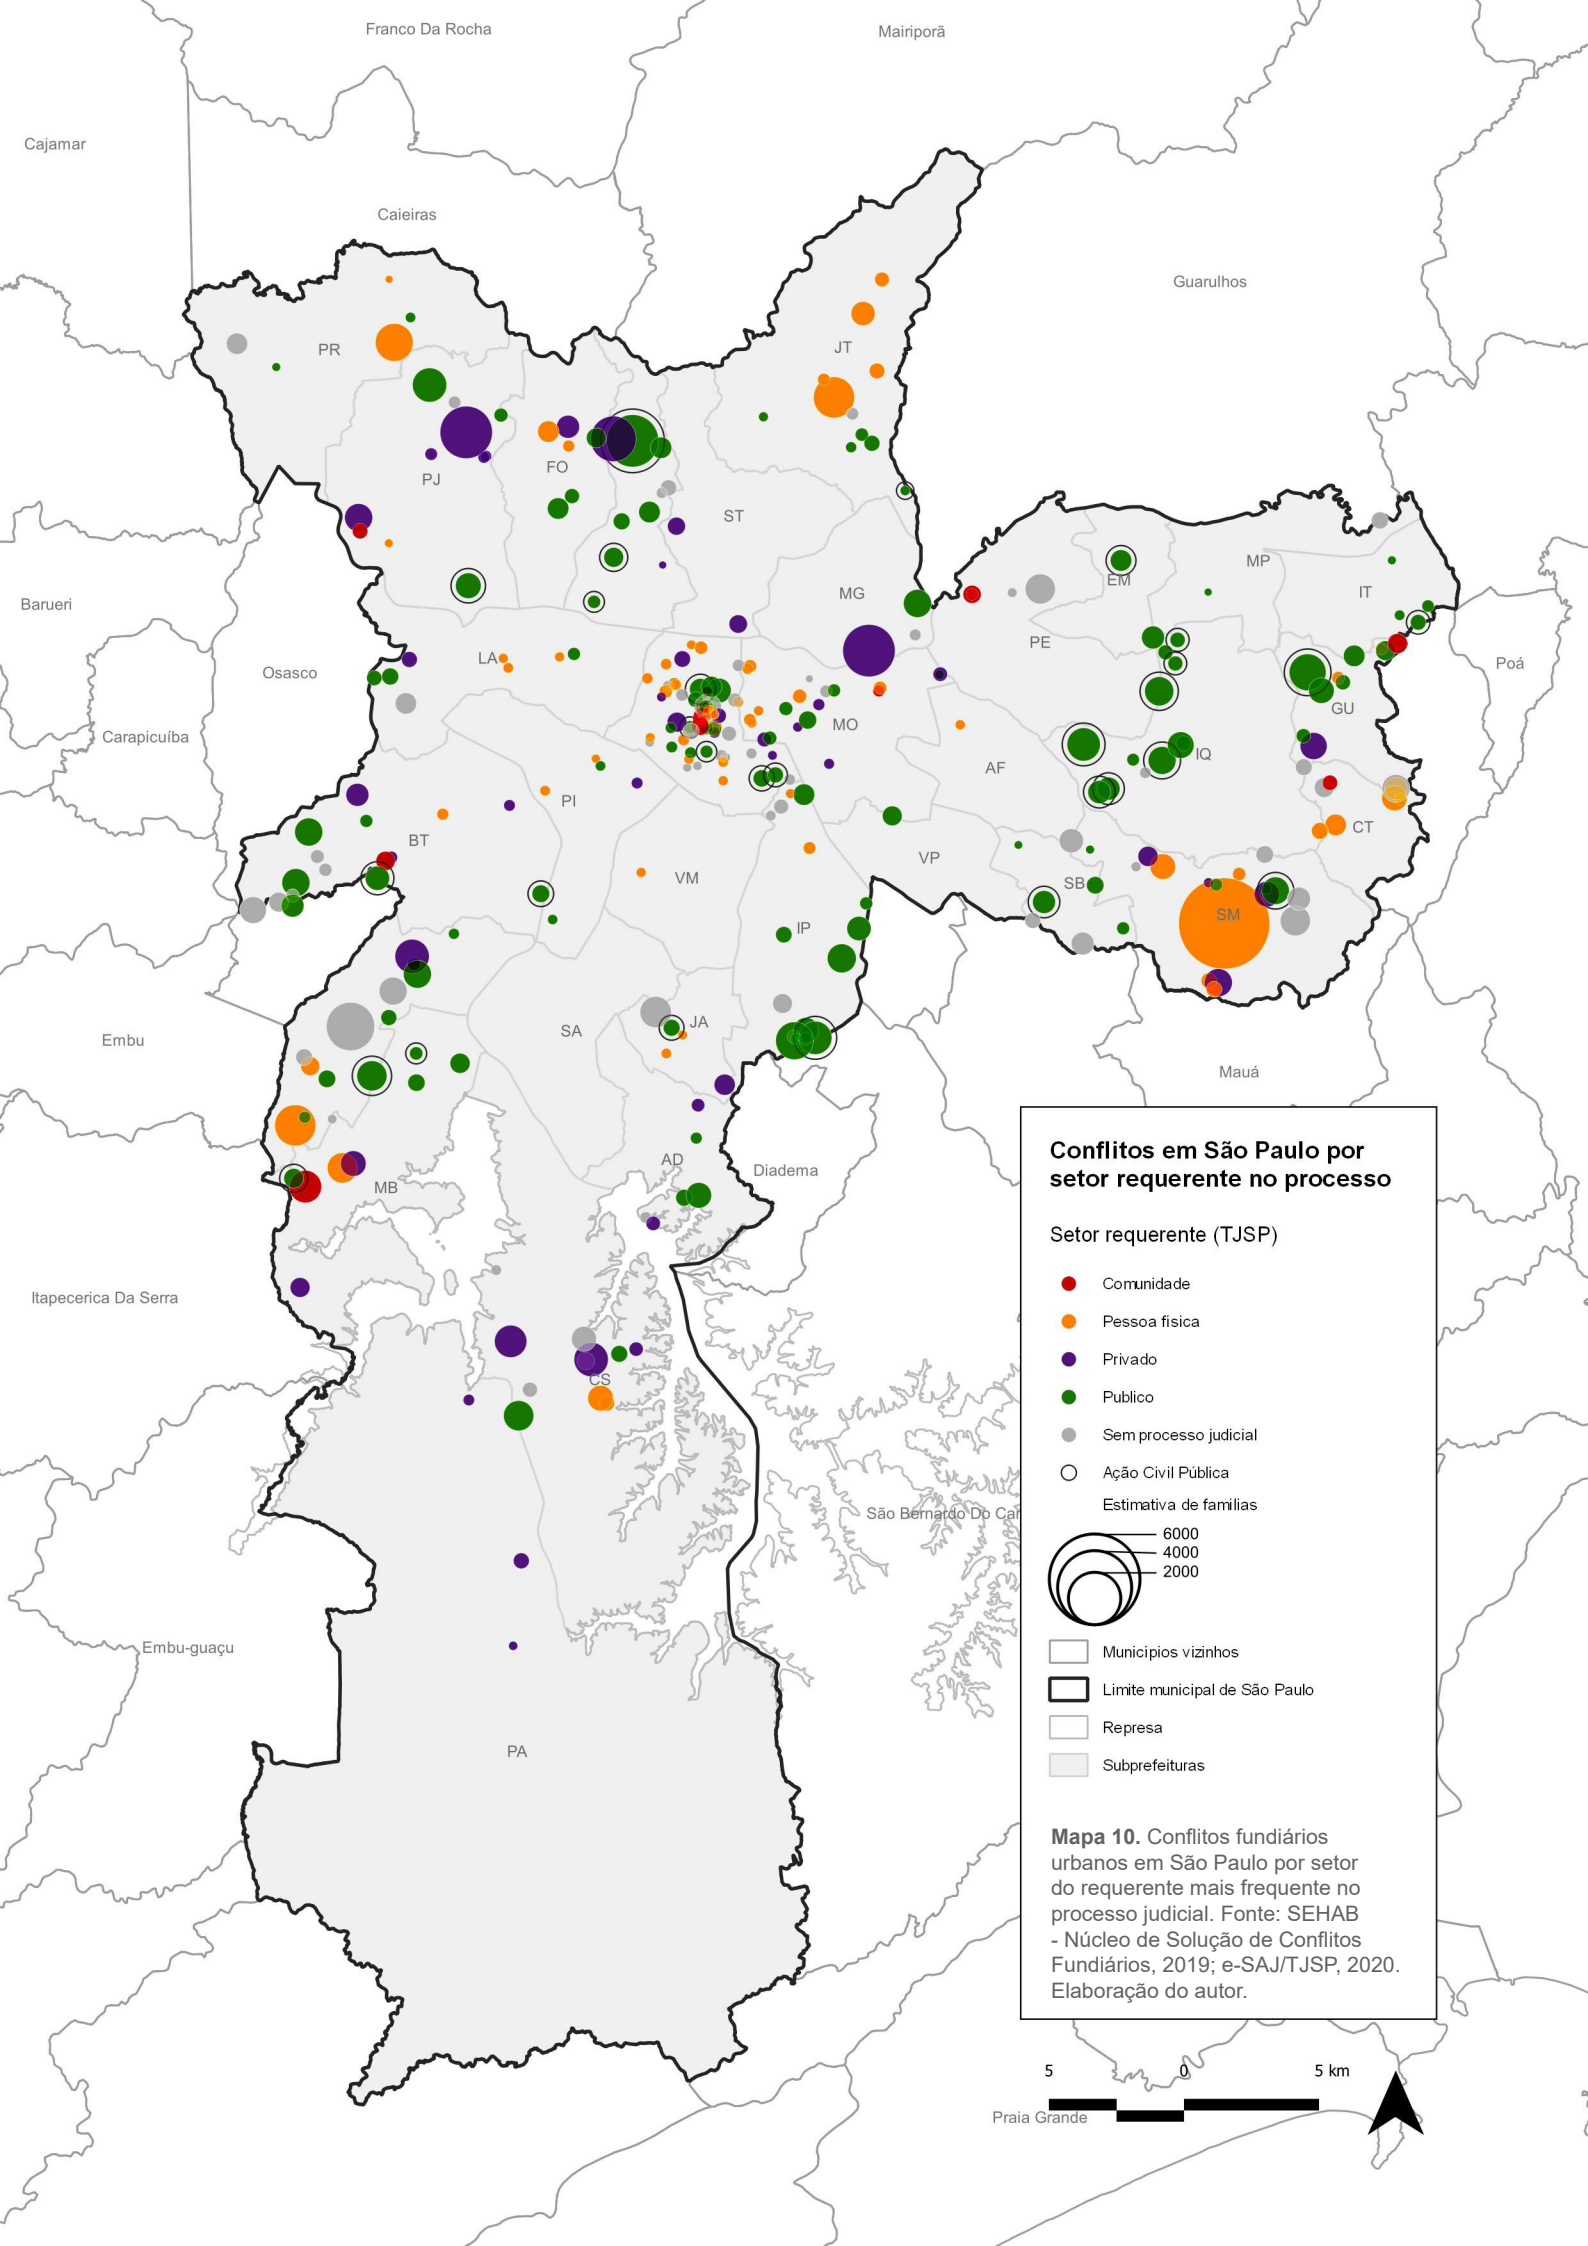 Franco Da Rocha
Mairiporã
Cajamar
Caieiras
Guarulhos
PR
JT
PJ
FO
ST
Barueri
MG
EM
MP
IT
PE
Osasco
LA
Poá
Carapicuíba
MO
GU
AF
IQ
PI
BT
CT
VP
VM
SB
SM
IP
Embu
SA
JA
Mauá
AD
Diadema
MB
Itapecerica Da Serra
CS
São Bernardo Do Car
Embu-guaçu
PA
Conflitos em São Paulo por
setor requerente no processo
Setor requerente (TJSP)
Comunidade
Pessoa fisica
Privado
Publico
Sem processo judicial
Ação Civil Pública
Estimativa de familias
6000
4000
2000
Municipios vizinhos
Limite municipal de São Paulo
Represa
Subprefeituras
Mapa 10. Conflitos fundiários
urbanos em São Paulo por setor
do requerente mais frequente no
processo judicial. Fonte: SEHAB
- Núcleo de Solução de Conflitos
Fundiários, 2019; e-SAJ/TJSP, 2020.
Elaboração do autor.
5 0 5 km
Praia Grande